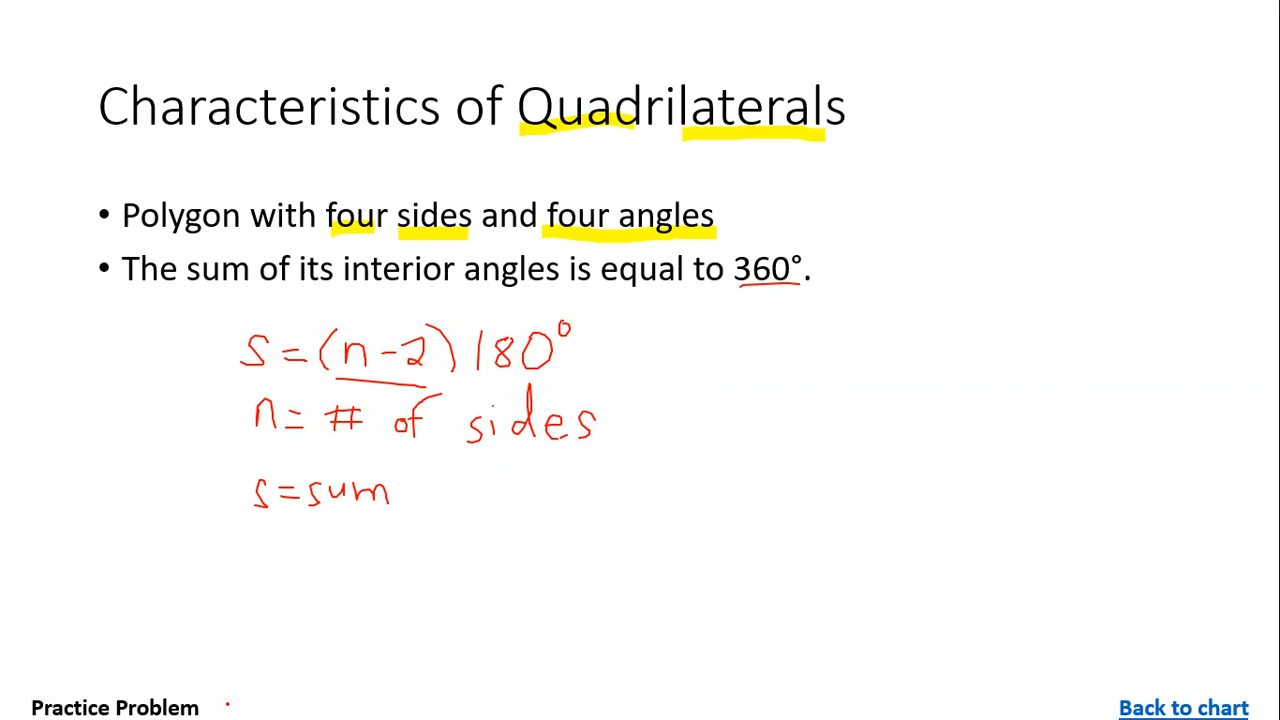 Characteristics of Quadrilaterals
• Polygon with four sides and four angles
• The sum of its interior angles is equal to 360°.
s = (n - 2) 180°
n = # of sides
s = sum
Practice Problem
Back to chart